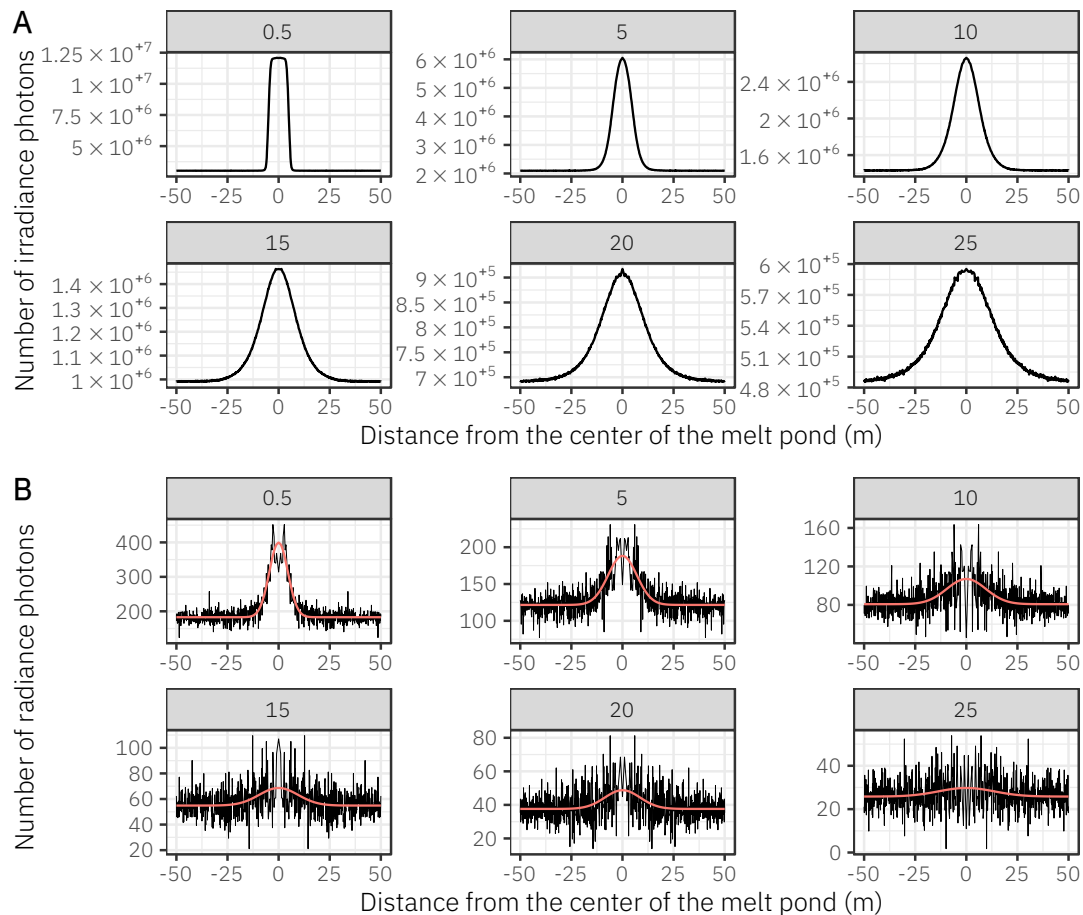 A
Number of irradiance photons
0.5
1.25 × 10⁺⁷
1 × 10⁺⁷
7.5 × 10⁺⁶
5 × 10⁺⁶
-50 -25 0 25 50
5
6 × 10⁺⁶
5 × 10⁺⁶
4 × 10⁺⁶
3 × 10⁺⁶
2 × 10⁺⁶
-50 -25 0 25 50
10
2.4 × 10⁺⁶
2 × 10⁺⁶
1.6 × 10⁺⁶
-50 -25 0 25 50
15
1.4 × 10⁺⁶
1.3 × 10⁺⁶
1.2 × 10⁺⁶
1.1 × 10⁺⁶
1 × 10⁺⁶
-50 -25 0 25 50
20
9 × 10⁺⁵
8.5 × 10⁺⁵
8 × 10⁺⁵
7.5 × 10⁺⁵
7 × 10⁺⁵
-50 -25 0 25 50
25
6 × 10⁺⁵
5.7 × 10⁺⁵
5.4 × 10⁺⁵
5.1 × 10⁺⁵
4.8 × 10⁺⁵
-50 -25 0 25 50
Distance from the center of the melt pond (m)
B
Number of radiance photons
0.5
400
300
200
-50 -25 0 25 50
5
200
150
100
-50 -25 0 25 50
10
160
120
80
-50 -25 0 25 50
15
100
80
60
40
20
-50 -25 0 25 50
20
80
60
40
20
-50 -25 0 25 50
25
40
20
0
-50 -25 0 25 50
Distance from the center of the melt pond (m)